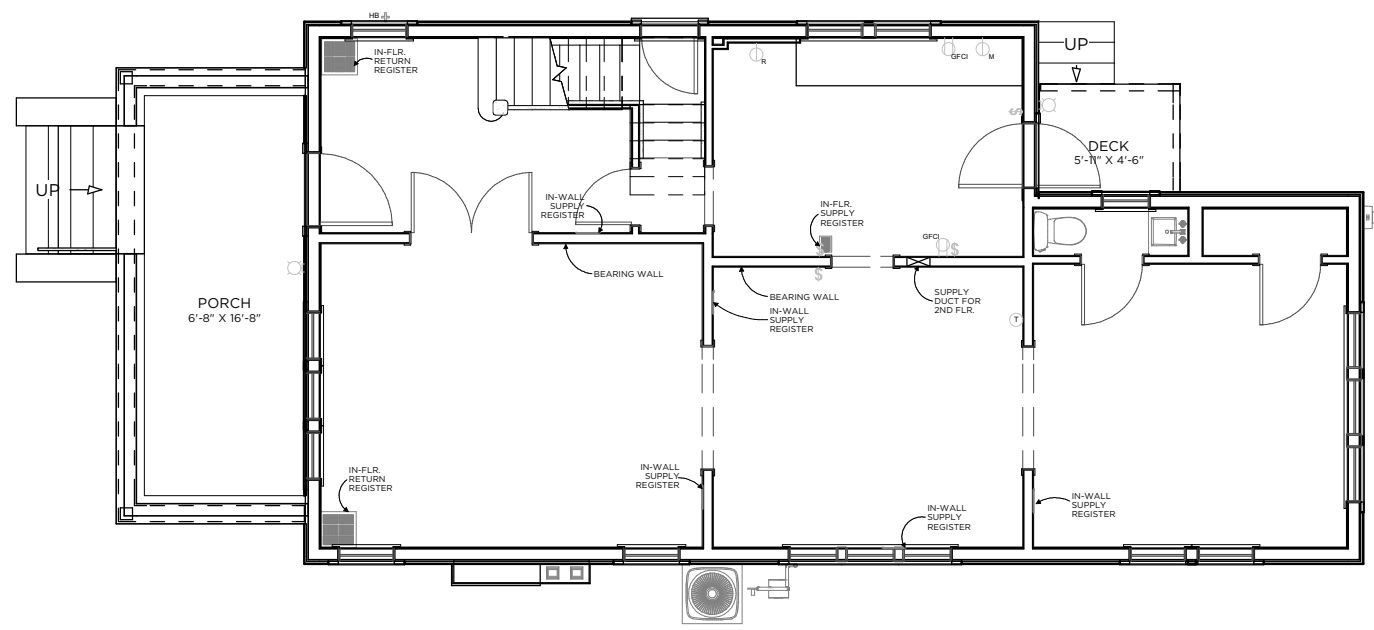 HB
IN-FLR.
RETURN
REGISTER
R
GFCI
M
UP
DECK
5'-11" X 4'-6"
UP
IN-WALL
SUPPLY
REGISTER
IN-FLR.
SUPPLY
REGISTER
GFCI
$
$
$
$
BEARING WALL
BEARING WALL
IN-WALL
SUPPLY
REGISTER
SUPPLY
DUCT FOR
2ND FLR.
T
PORCH
6'-8" X 16'-8"
IN-FLR.
RETURN
REGISTER
IN-WALL
SUPPLY
REGISTER
IN-WALL
SUPPLY
REGISTER
IN-WALL
SUPPLY
REGISTER